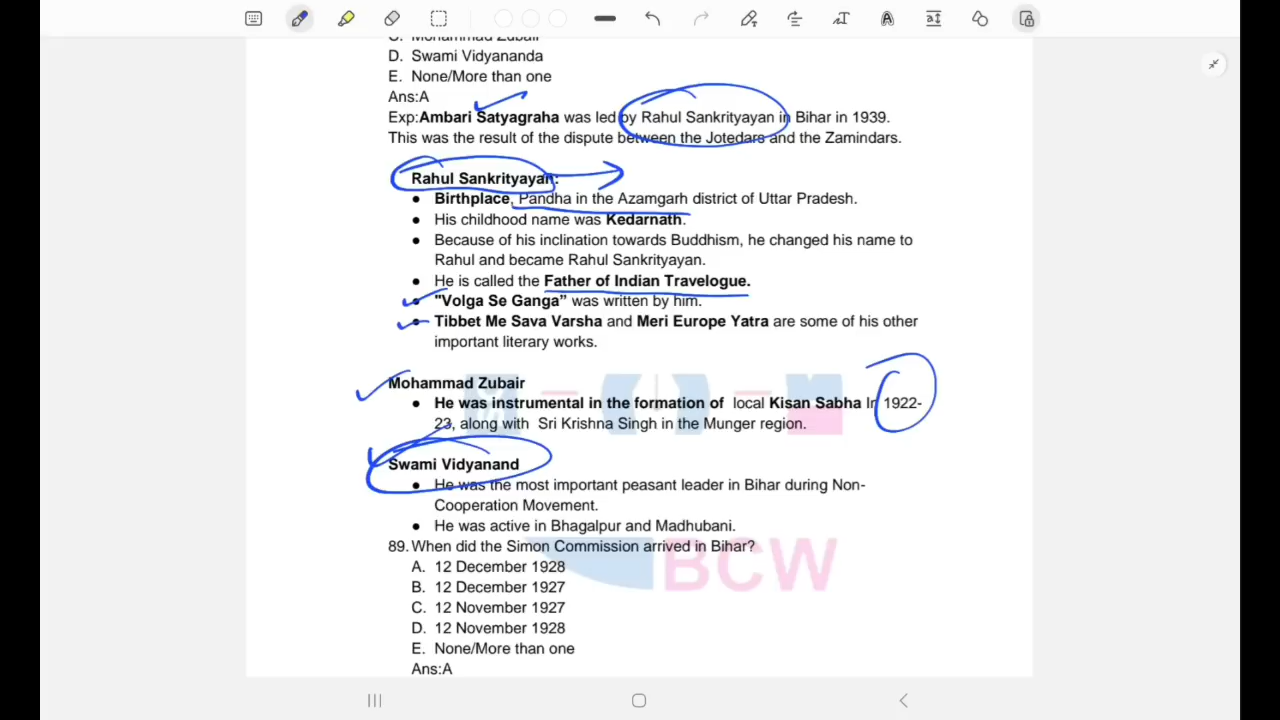 C. Mohammad Zubair
D. Swami Vidyananda
E. None/More than one
Ans:A
Exp:Ambari Satyagraha was led by Rahul Sankrityayan in Bihar in 1939.
This was the result of the dispute between the Jotedars and the Zamindars.
Rahul Sankrityayan:
• Birthplace, Pandha in the Azamgarh district of Uttar Pradesh.
• His childhood name was Kedarnath.
• Because of his inclination towards Buddhism, he changed his name to
Rahul and became Rahul Sankrityayan.
• He is called the Father of Indian Travelogue.
• "Volga Se Ganga” was written by him.
• Tibbet Me Sava Varsha and Meri Europe Yatra are some of his other
important literary works.
Mohammad Zubair
• He was instrumental in the formation of local Kisan Sabha In 1922-
23, along with Sri Krishna Singh in the Munger region.
Swami Vidyanand
• He was the most important peasant leader in Bihar during Non-
Cooperation Movement.
• He was active in Bhagalpur and Madhubani.
89. When did the Simon Commission arrived in Bihar?
A. 12 December 1928
B. 12 December 1927
C. 12 November 1927
D. 12 November 1928
E. None/More than one
Ans:A
BCW